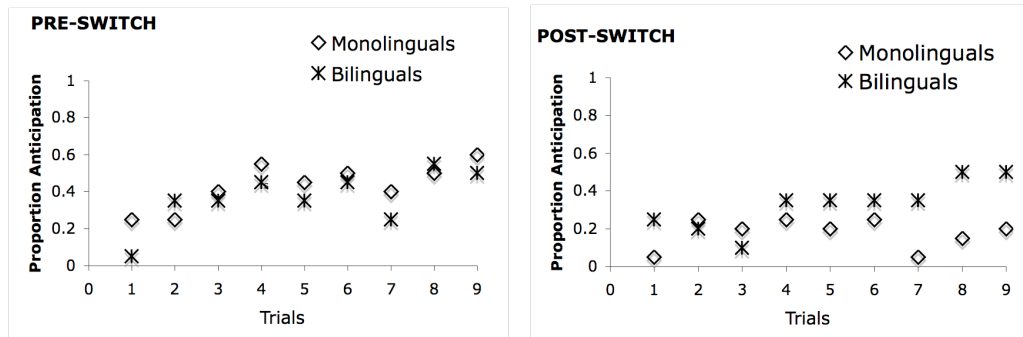 PRE-SWITCH
Monolinguals
Bilinguals
Proportion Anticipation
1
0.8
0.6
0.4
0.2
0
0 1 2 3 4 5 6 7 8 9
Trials
POST-SWITCH
Monolinguals
Bilinguals
Proportion Anticipation
1
0.8
0.6
0.4
0.2
0
0 1 2 3 4 5 6 7 8 9
Trials